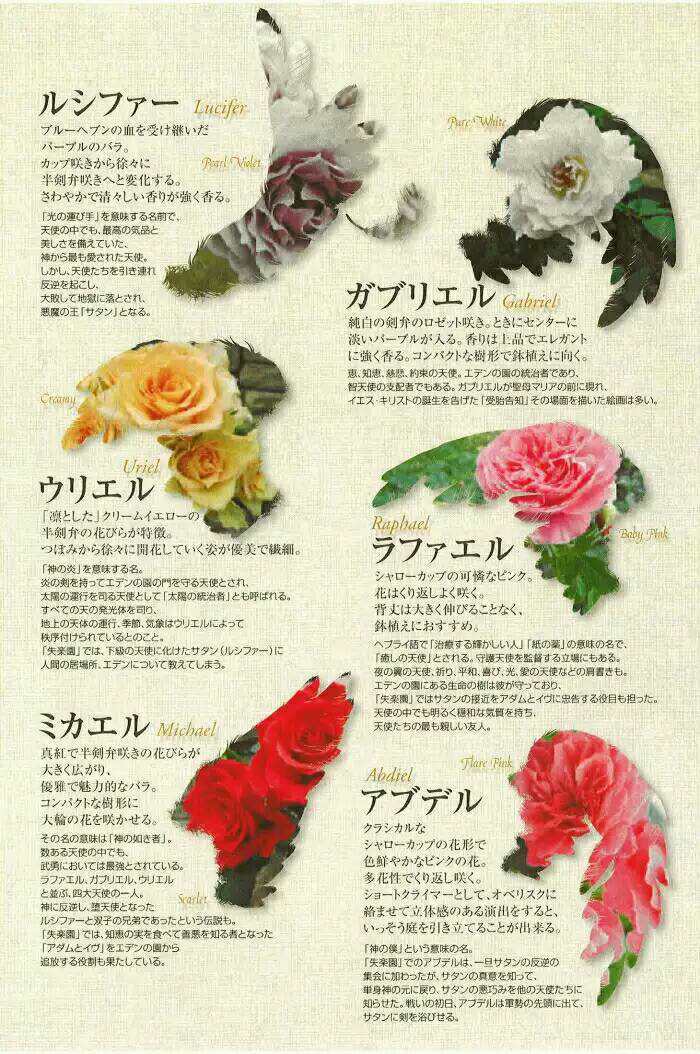 ルシファー Lucifer
ブルーヘブンの血を受け継いだ
パープルのバラ。
カップ咲きから徐々に
半剣弁咲きへと変化する。
さわやかで清々しい香りが強く香る。
Pearl Violet
「光の運び手」を意味する名前で、
天使の中でも、最高の気品と
美しさを備えていた、
神から最も愛された天使。
しかし、天使たちを引き連れ
反逆を起こし、
大敗して地獄に落とされ、
悪魔の王「サタン」となる。
Pure White
ガブリエル Gabriel
純白の剣弁のロゼット咲き。ときにセンターに
淡いパープルが入る。香りは上品でエレガント
に強く香る。コンパクトな樹形で鉢植えに向く。
恵、知恵、慈悲、約束の天使。エデンの園の統治者であり、
智天使の支配者でもある。ガブリエルが聖母マリアの前に現れ、
イエス・キリストの誕生を告げた「受胎告知」その場面を描いた絵画は多い。
Creamy
Uriel
ウリエル
「凛とした」クリームイエローの
半剣弁の花びらが特徴。
つぼみから徐々に開花していく姿が優美で繊細。
「神の炎」を意味する名。
炎の剣を持ってエデンの園の門を守る天使とされ、
太陽の運行を司る天使として「太陽の統治者」とも呼ばれる。
すべての天の発光体を司り、
地上の天体の運行、季節、気象はウリエルによって
秩序付けられているとのこと。
「失楽園」では、下級の天使に化けたサタン(ルシファー)に
人間の居場所、エデンについて教えてしまう。
Raphael
ラファエル
Baby Pink
シャローカップの可憐なピンク。
花はくり返しよく咲く。
背丈は大きく伸びることなく、
鉢植えにおすすめ。
ヘブライ語で「治療する輝かしい人」「紙の薬」の意味の名で、
「癒しの天使」とされる。守護天使を監督する立場にもある。
夜の翼の天使、祈り、平和、喜び、光、愛の天使などの肩書きも。
エデンの園にある生命の樹は彼が守っており、
「失楽園」ではサタンの接近をアダムとイヴに忠告する役目も担った。
天使の中でも明るく穏和な気質を持ち、
天使たちの最も親しい友人。
ミカエル Michael
真紅で半剣弁咲きの花びらが
大きく広がり、
優雅で魅力的なバラ。
コンパクトな樹形に
大輪の花を咲かせる。
その名の意味は「神の如き者」。
数ある天使の中でも、
武勇においては最強とされている。
ラファエル、ガブリエル、ウリエル
と並ぶ、四大天使の一人。
神に反逆し、堕天使となった
ルシファーと双子の兄弟であったという伝説も。
「失楽園」では、知恵の実を食べて善悪を知る者となった
「アダムとイヴ」をエデンの園から
追放する役割も果たしている。
Scarlet
Flare Pink
Abdiel
アブデル
クラシカルな
シャローカップの花形で
色鮮やかなピンクの花。
多花性でくり返し咲く。
ショートクライマーとして、オベリスクに
絡ませて立体感のある演出をすると、
いっそう庭を引き立てることが出来る。
「神の僕」という意味の名。
「失楽園」でのアブデルは、一旦サタンの反逆の
集会に加わったが、サタンの真意を知って、
単身神の元に戻り、サタンの悪巧みを他の天使たちに
知らせた。戦いの初日、アブデルは軍勢の先頭に出て、
サタンに剣を浴びせる。